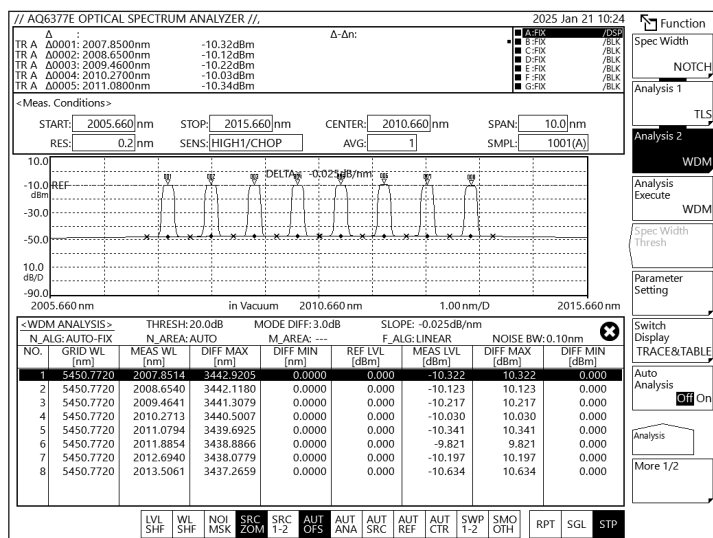 // AQ6377E OPTICAL SPECTRUM ANALYZER //, 2025 Jan 21 10:24
Δ : Δ-Δn:
TR A Δ0001: 2007.8500nm -10.32dBm
TR A Δ0002: 2008.6500nm -10.12dBm
TR A Δ0003: 2009.4600nm -10.22dBm
TR A Δ0004: 2010.2700nm -10.03dBm
TR A Δ0005: 2011.0800nm -10.34dBm
A:FIX /DSP
B:FIX /BLK
C:FIX /BLK
D:FIX /BLK
E:FIX /BLK
F:FIX /BLK
G:FIX /BLK
<Meas. Conditions>
START: 2005.660 nm STOP: 2015.660 nm CENTER: 2010.660 nm SPAN: 10.0 nm
RES: 0.2 nm SENS: HIGH1/CHOP AVG: 1 SMPL: 1001(A)
10.0
-10.0 REF
dBm
-30.0
-50.0
10.0
dB/D
-90.0
DELTA: -0.025dB/nm
001 002 003 005 007
2005.660 nm in Vacuum 2010.660 nm 1.00 nm/D 2015.660 nm
<WDM ANALYSIS> THRESH: 20.0dB MODE DIFF: 3.0dB SLOPE: -0.025dB/nm
N_ALG: AUTO-FIX N_AREA: AUTO M_AREA: --- F_ALG: LINEAR NOISE BW: 0.10nm
NO. GRID WL MEAS WL DIFF MAX DIFF MIN REF LVL MEAS LVL DIFF MAX DIFF MIN
[nm] [nm] [nm] [nm] [dBm] [dBm] [dBm] [dBm]
1 5450.7720 2007.8514 3442.9205 0.0000 0.000 -10.322 10.322 0.000
2 5450.7720 2008.6540 3442.1180 0.0000 0.000 -10.123 10.123 0.000
3 5450.7720 2009.4641 3441.3079 0.0000 0.000 -10.217 10.217 0.000
4 5450.7720 2010.2713 3440.5007 0.0000 0.000 -10.030 10.030 0.000
5 5450.7720 2011.0794 3439.6925 0.0000 0.000 -10.341 10.341 0.000
6 5450.7720 2011.8854 3438.8866 0.0000 0.000 -9.821 9.821 0.000
7 5450.7720 2012.6940 3438.0779 0.0000 0.000 -10.197 10.197 0.000
8 5450.7720 2013.5061 3437.2659 0.0000 0.000 -10.634 10.634 0.000
LVL SHF
WL SHF
NOI MSK
SRC ZOM
SRC 1-2
AUT OFS
AUT ANA
AUT SRC
AUT REF
AUT CTR
SWP 1-2
SMO OTH
RPT
SGL
STP
Function
Spec Width
NOTCH
Analysis 1
TLS
Analysis 2
WDM
Analysis
Execute
WDM
Spec Width
Thresh
Parameter
Setting
Switch
Display
TRACE&TABLE
Auto
Analysis
Off On
Analysis
More 1/2